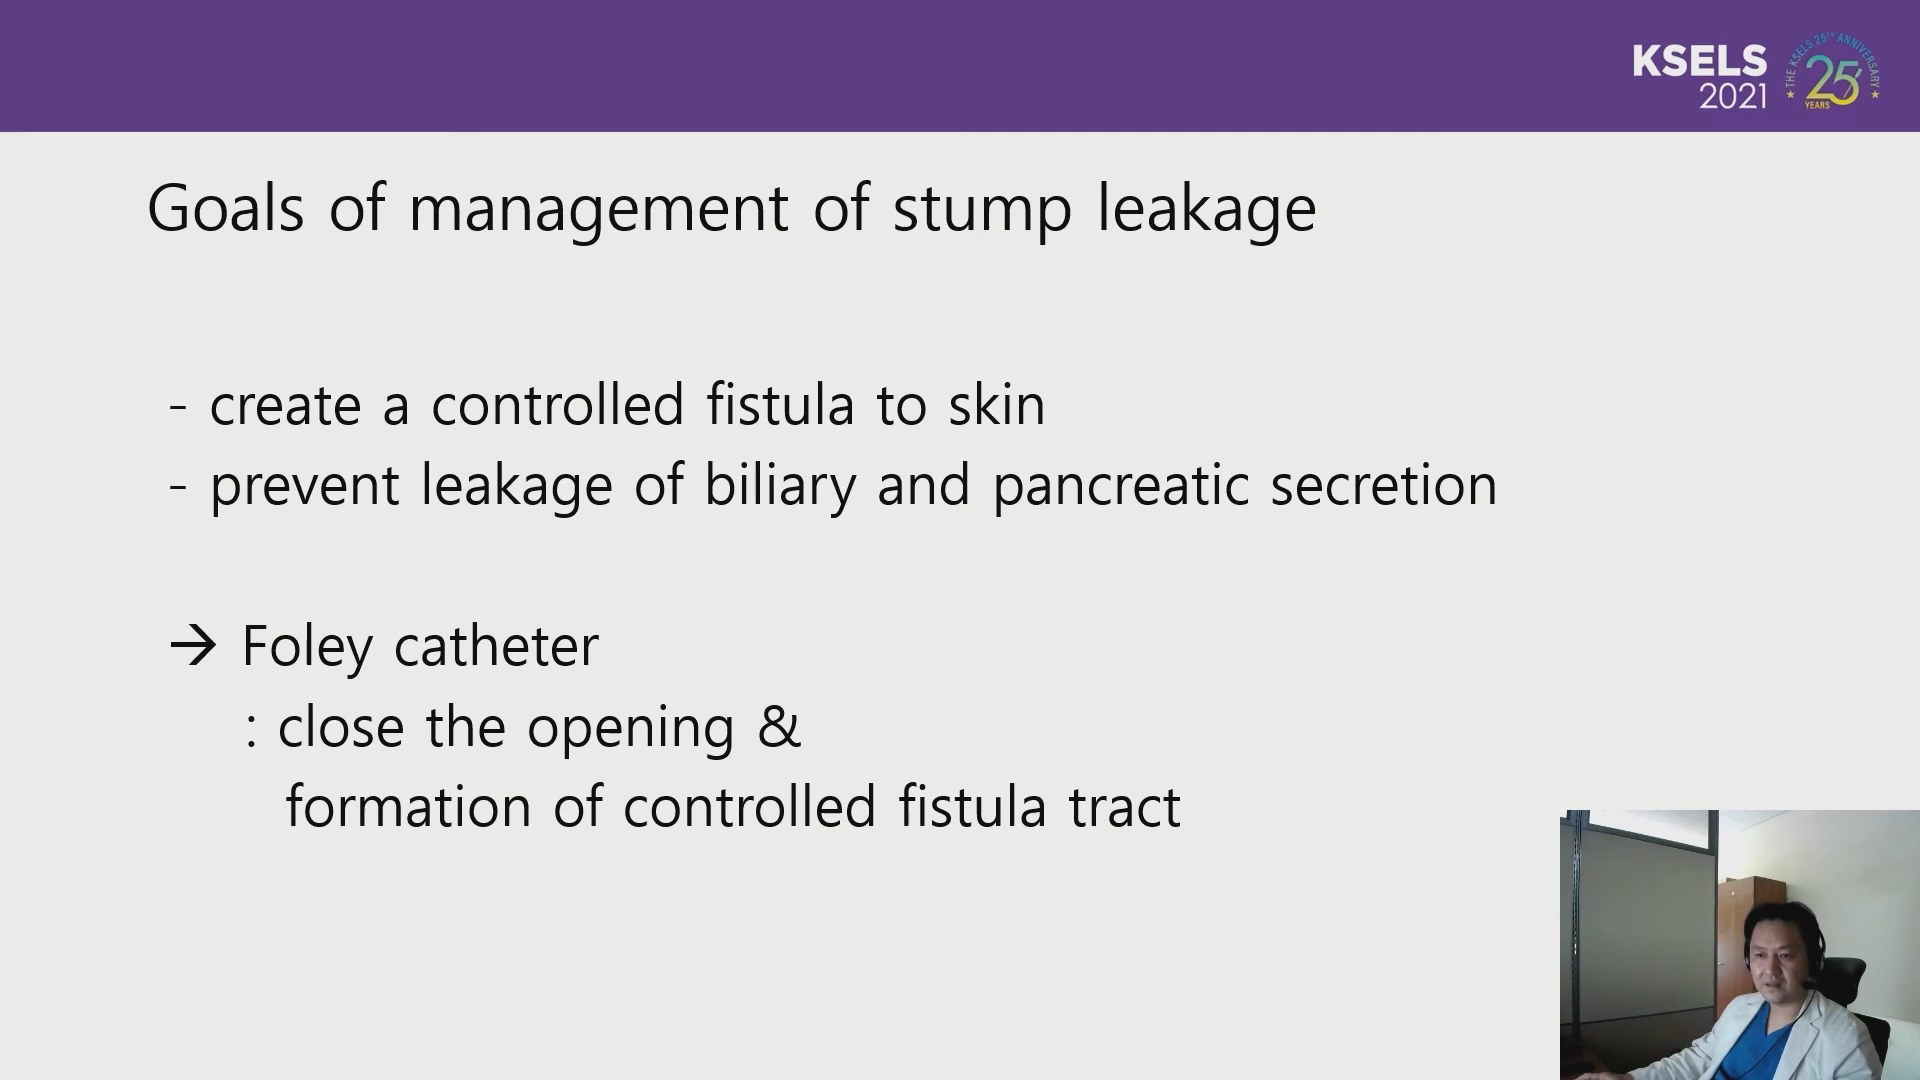 KSELS
2021
THE KSELS 25TH ANNIVERSARY
25
YEARS
Goals of management of stump leakage
- create a controlled fistula to skin
- prevent leakage of biliary and pancreatic secretion
→ Foley catheter
: close the opening &
formation of controlled fistula tract